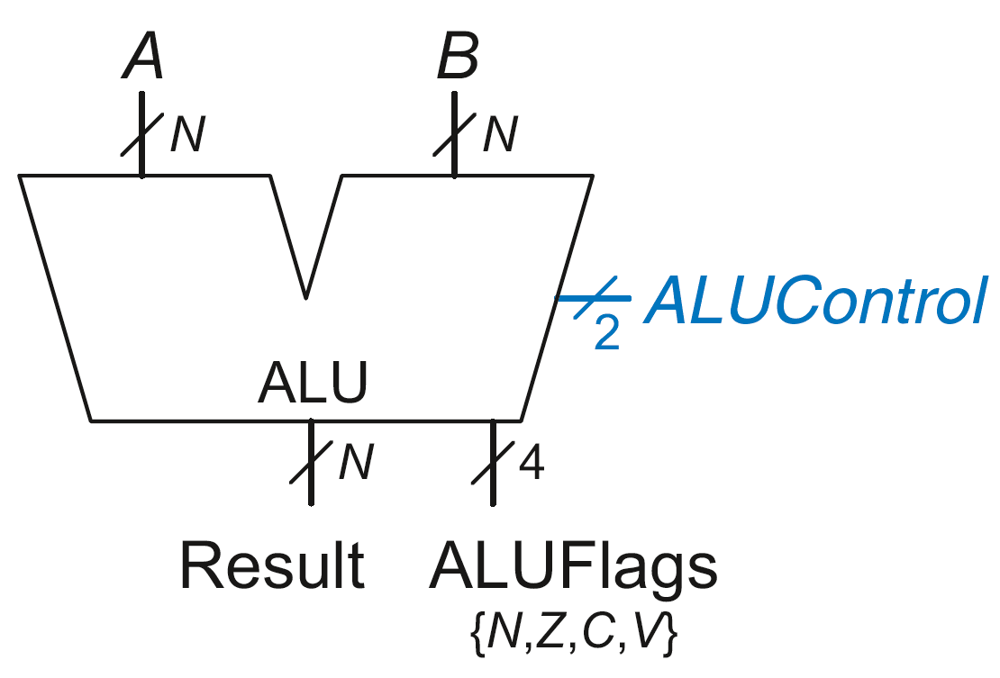 A B
N N
ALUControl
2
ALU
N 4
Result ALUFlags
{N,Z,C,V}